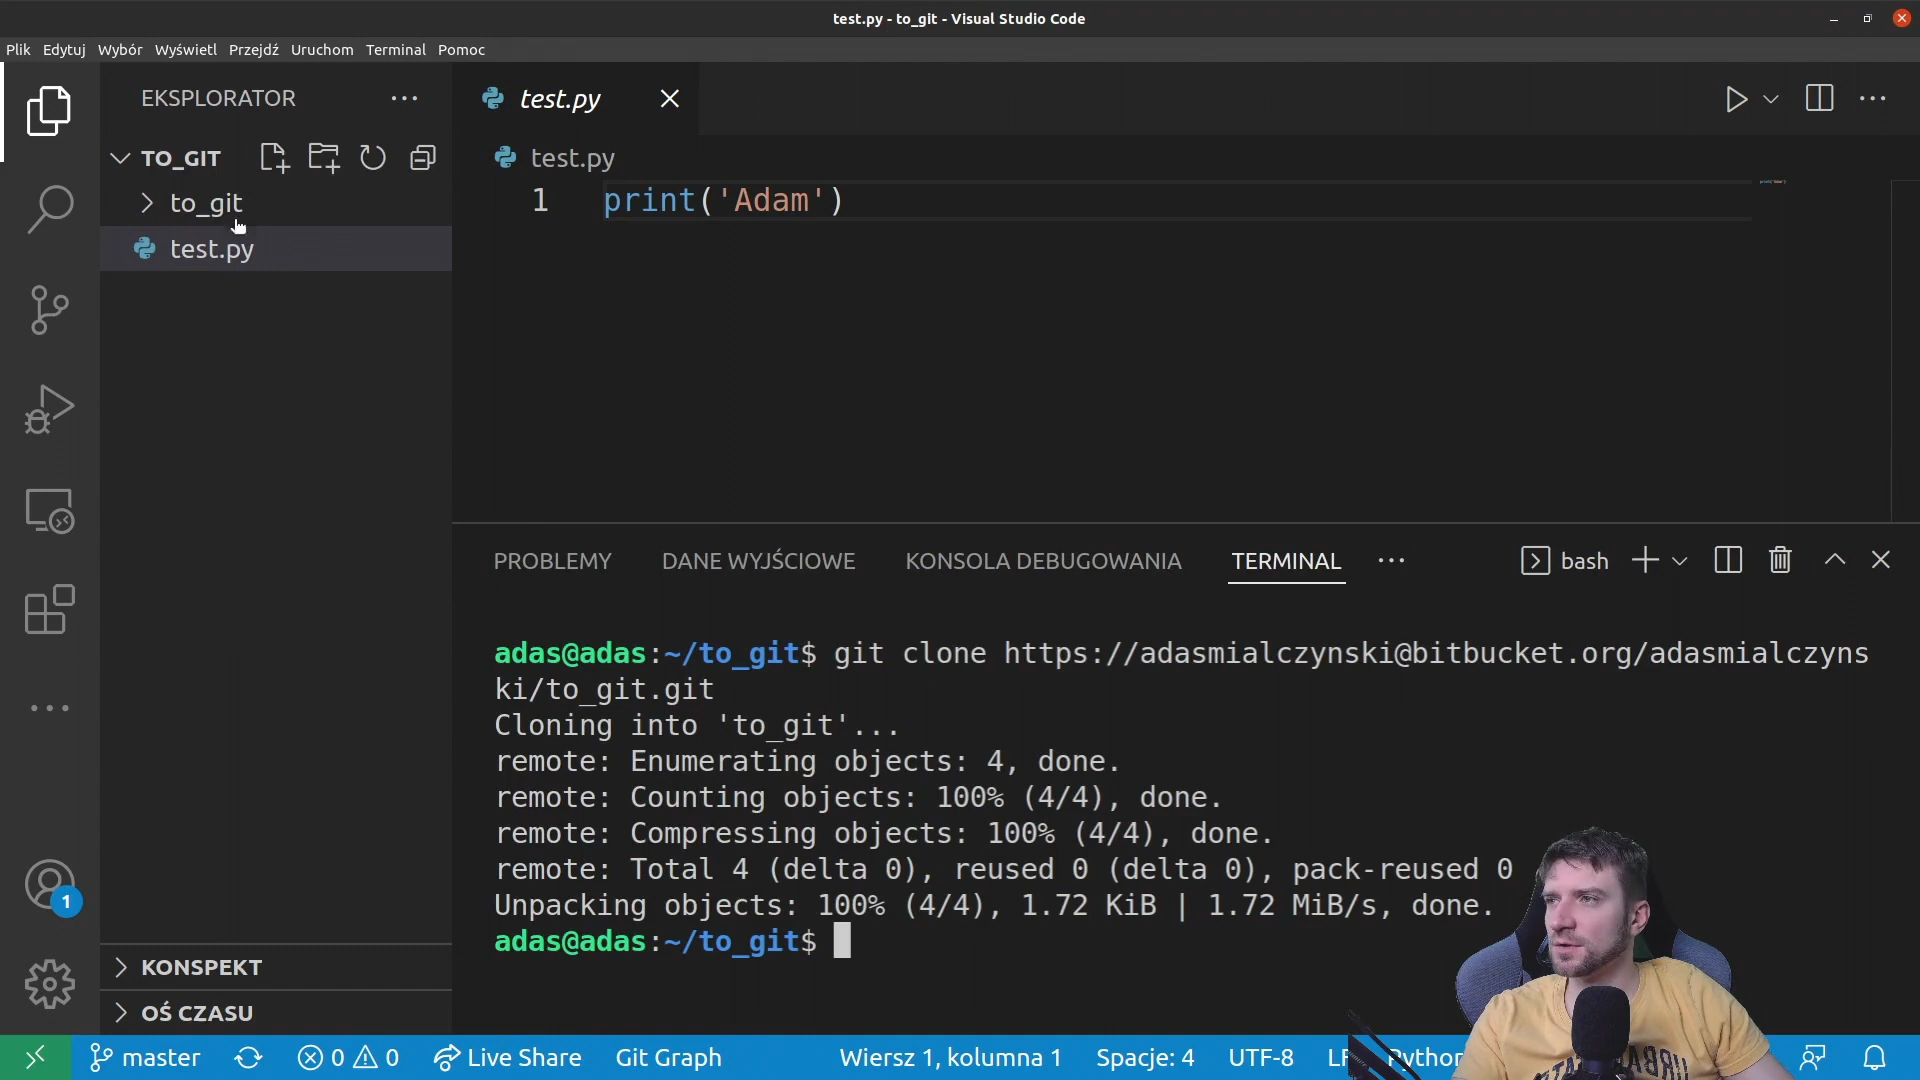 test.py - to_git - Visual Studio Code
Plik Edytuj Wybór Wyświetl Przejdź Uruchom Terminal Pomoc
EKSPLORATOR
test.py
TO_GIT
test.py
to_git
1 print('Adam')
test.py
PROBLEMY DANE WYJŚCIOWE KONSOLA DEBUGOWANIA TERMINAL
bash
adas@adas:~/to_git$ git clone https://adasmialczynski@bitbucket.org/adasmialczyns
ki/to_git.git
Cloning into 'to_git'...
remote: Enumerating objects: 4, done.
remote: Counting objects: 100% (4/4), done.
remote: Compressing objects: 100% (4/4), done.
remote: Total 4 (delta 0), reused 0 (delta 0), pack-reused 0
Unpacking objects: 100% (4/4), 1.72 KiB | 1.72 MiB/s, done.
adas@adas:~/to_git$
1
KONSPEKT
OŚ CZASU
master 0 0 Live Share Git Graph Wiersz 1, kolumna 1 Spacje: 4 UTF-8